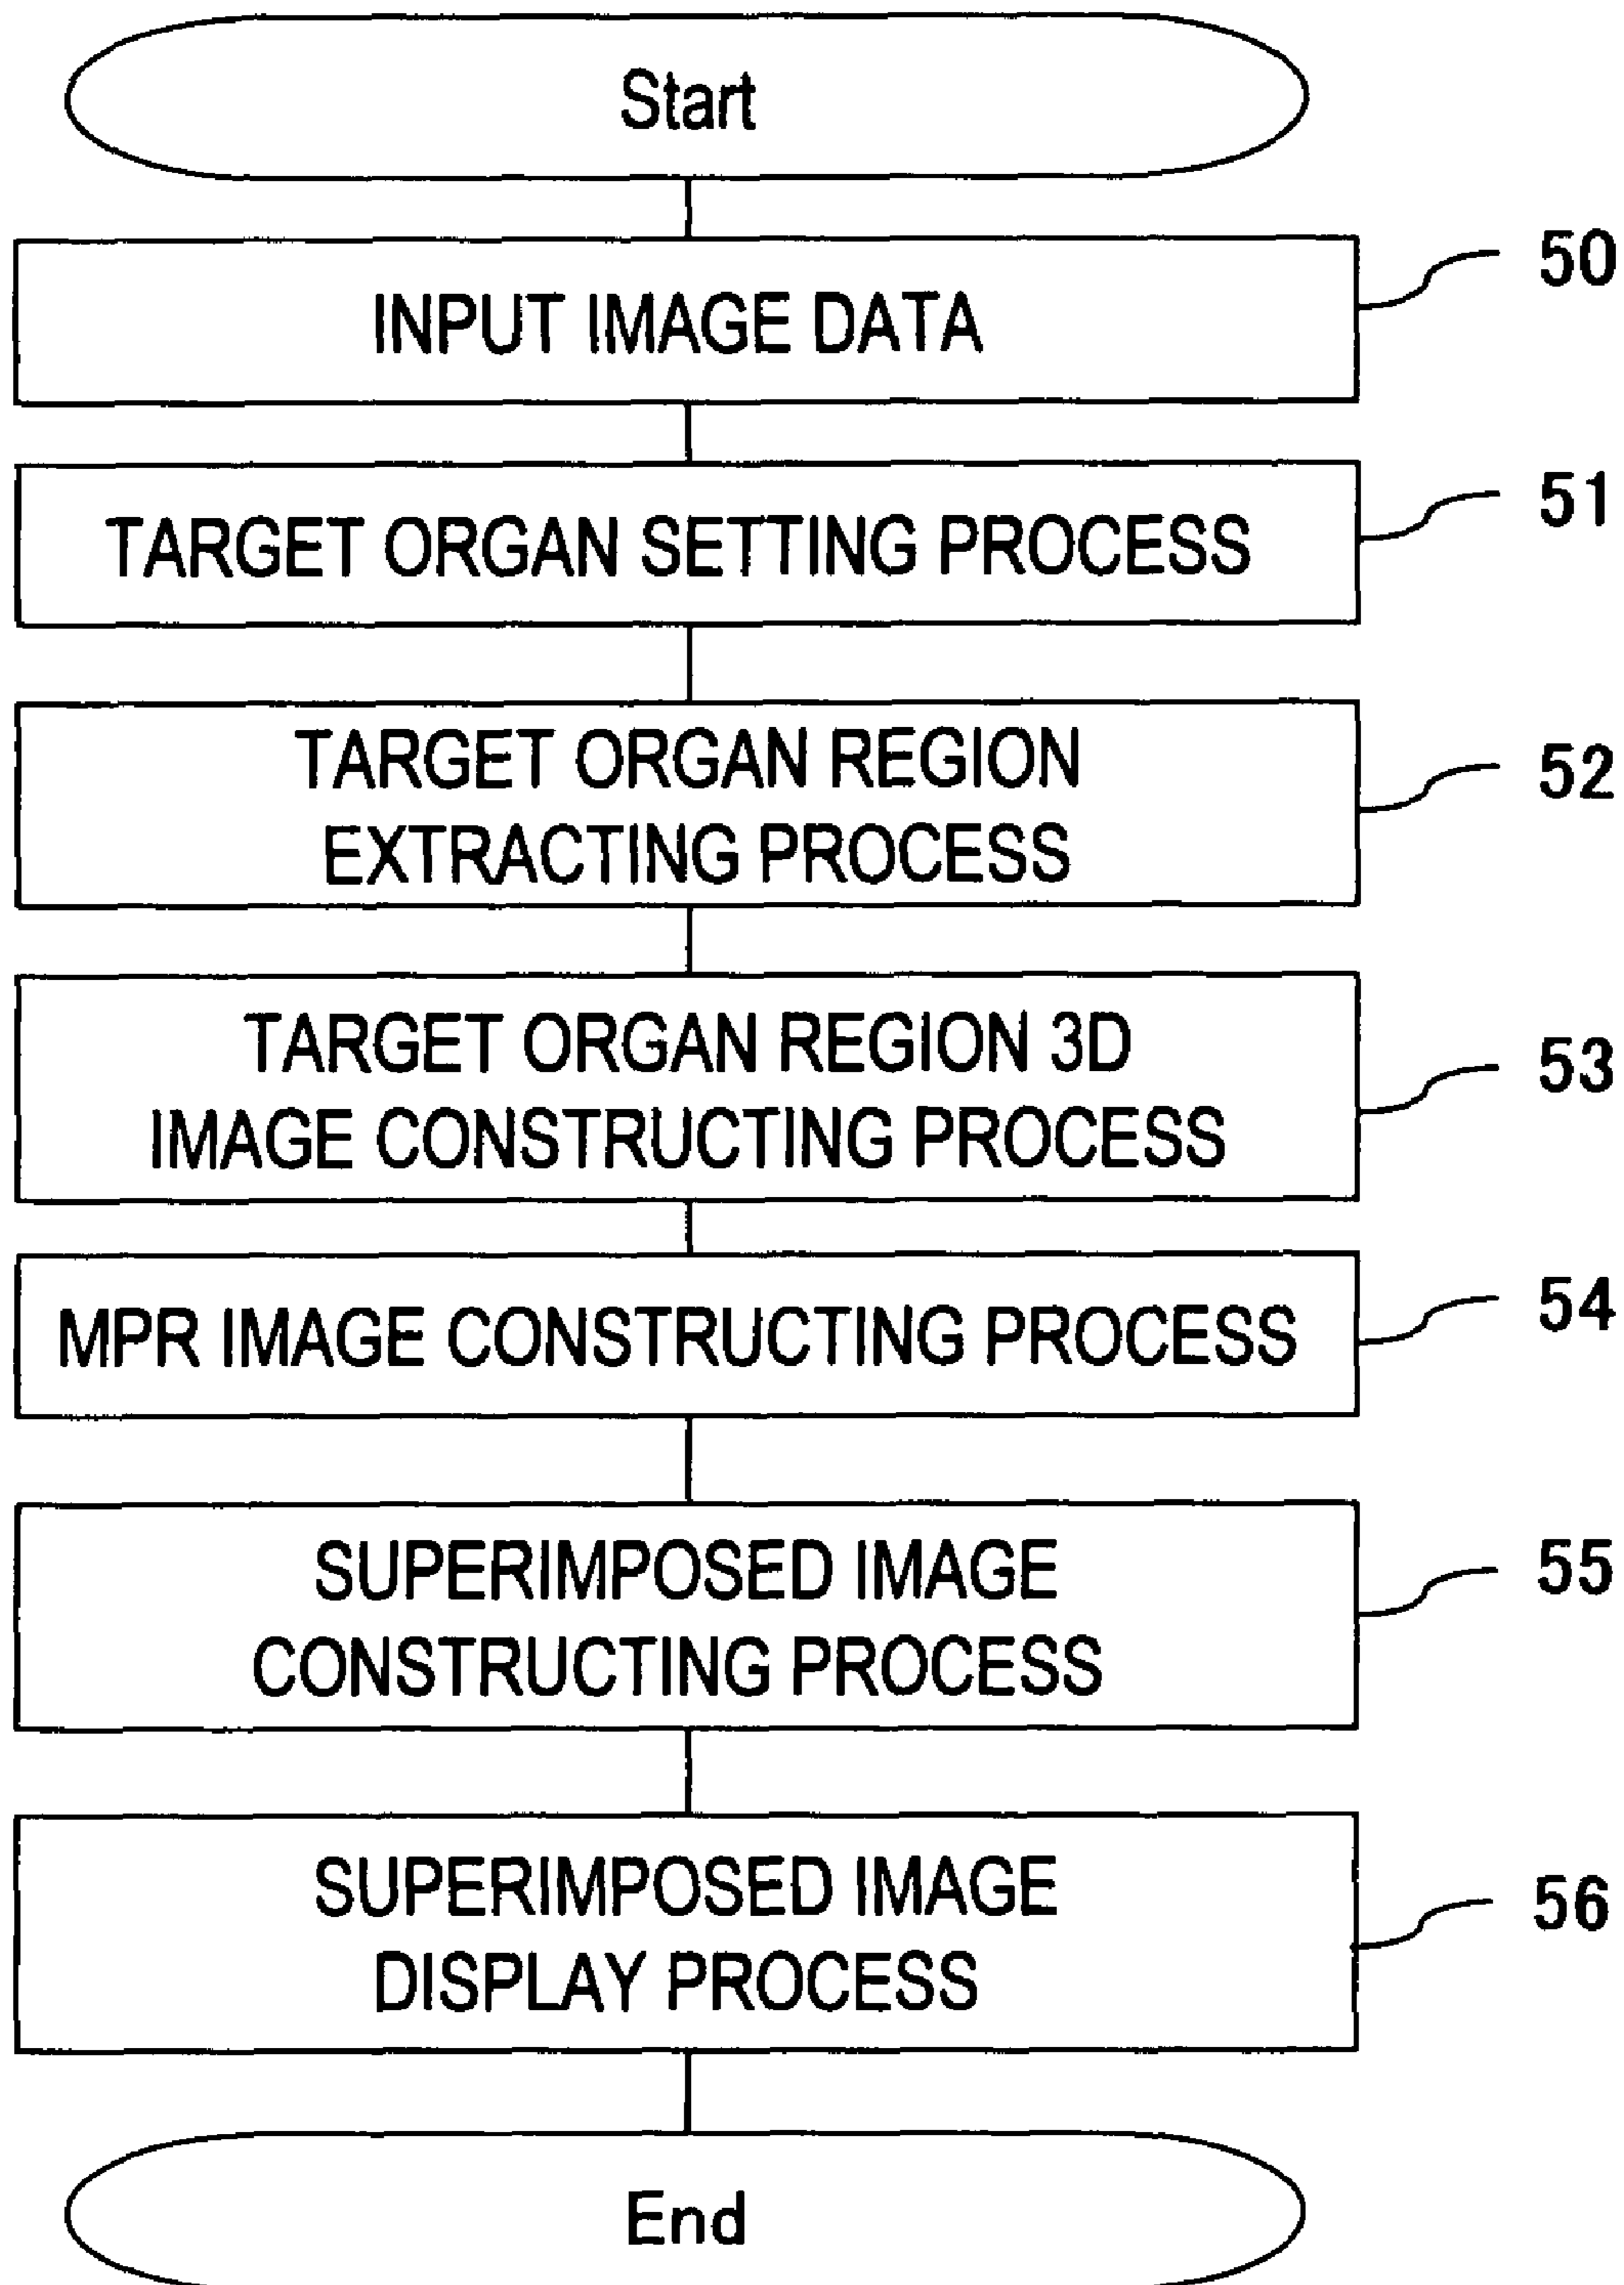 Start
INPUT IMAGE DATA
50
TARGET ORGAN SETTING PROCESS
51
TARGET ORGAN REGION
EXTRACTING PROCESS
52
TARGET ORGAN REGION 3D
IMAGE CONSTRUCTING PROCESS
53
MPR IMAGE CONSTRUCTING PROCESS
54
SUPERIMPOSED IMAGE
CONSTRUCTING PROCESS
55
SUPERIMPOSED IMAGE
DISPLAY PROCESS
56
End